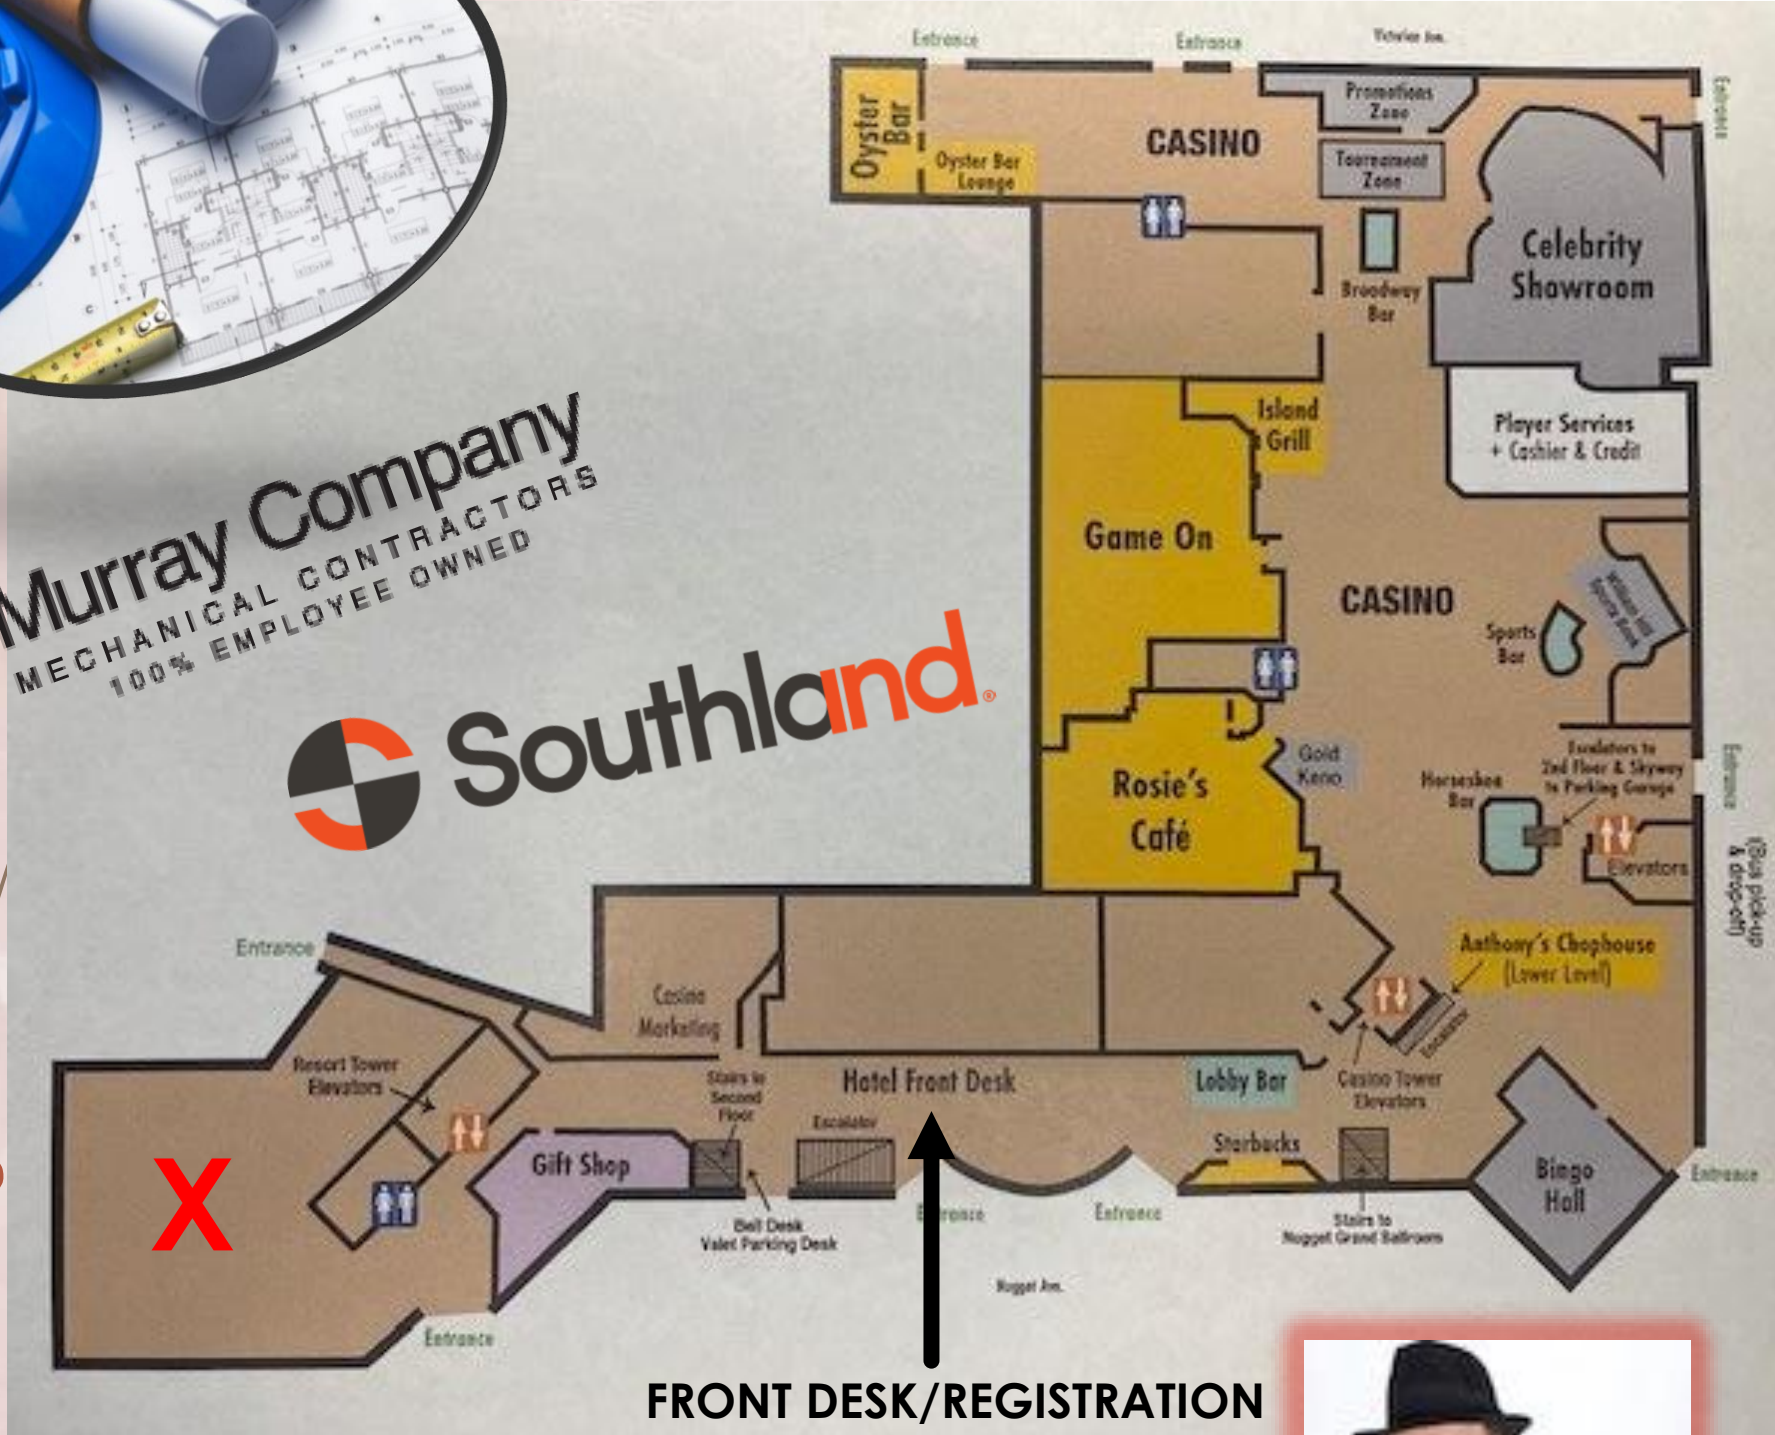 Entrance
Entrance
Victorian Ave.
Entrance
Oyster
Bar
Oyster Bar
Lounge
CASINO
Promotions
Zone
Tournament
Zone
Broadway
Bar
Celebrity
Showroom
Island
Grill
Player Services
+ Cashier & Credit
Murray Company
MECHANICAL CONTRACTORS
100% EMPLOYEE OWNED
Game On
CASINO
Sports
Bar
William Hill
Sports Book
Southland®
Gold
Keno
Rosie's
Café
Horseshoe
Bar
Escalators to
2nd Floor & Skyway
to Parking Garage
Entrance
Elevators
(Bus pick-up
& drop-off)
Anthony's Chophouse
(Lower Level)
Escalator
Entrance
Casino
Marketing
Resort Tower
Elevators
Stairs to
Second
Floor
Hotel Front Desk
Lobby Bar
Casino Tower
Elevators
Escalator
Starbucks
X
Gift Shop
Bingo
Hall
Entrance
Bell Desk
Valet Parking Desk
Entrance
Stairs to
Nugget Grand Ballroom
Nugget Ave.
Entrance
FRONT DESK/REGISTRATION